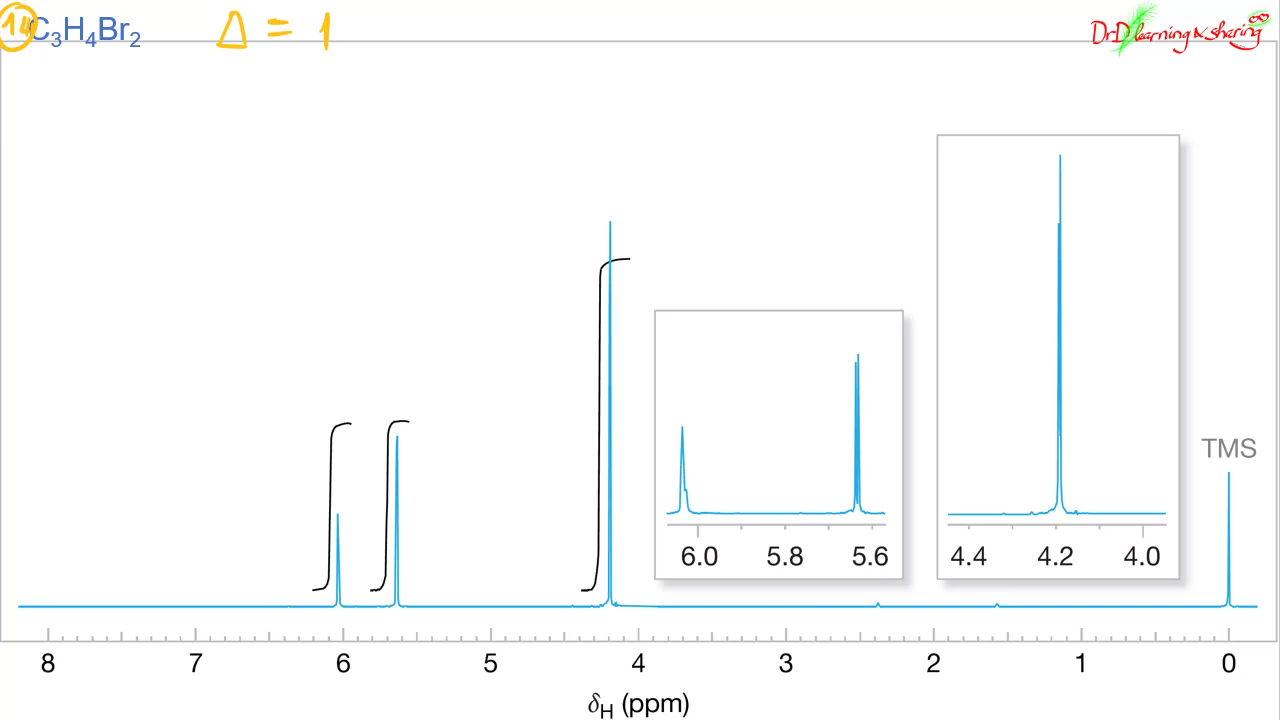 14 C₃H₄Br₂ Δ = 1
DrD learning & sharing
TMS
6.0 5.8 5.6
4.4 4.2 4.0
8 7 6 5 4 3 2 1 0
δH (ppm)